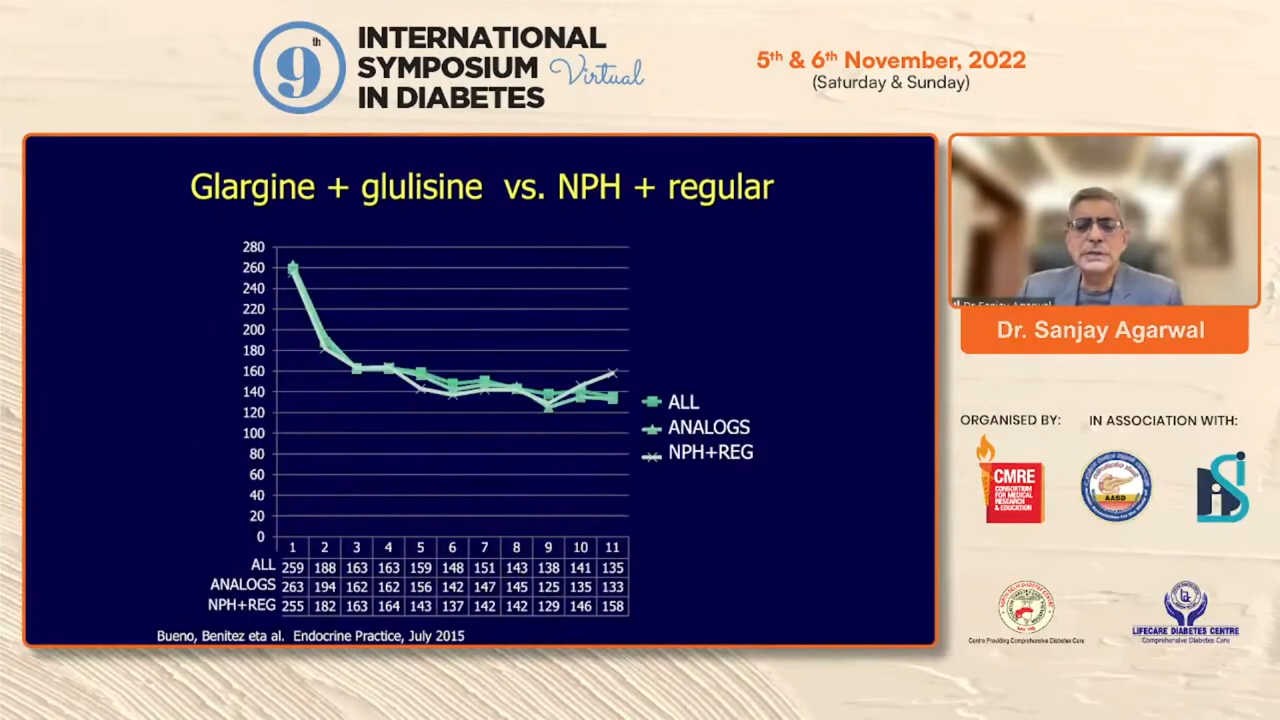 9th
INTERNATIONAL
SYMPOSIUM Virtual
IN DIABETES
5th & 6th November, 2022
(Saturday & Sunday)
Glargine + glulisine vs. NPH + regular
280
260
240
220
200
180
160
140
120
100
80
60
40
20
0
ALL
ANALOGS
NPH+REG
1 2 3 4 5 6 7 8 9 10 11
ALL 259 188 163 163 159 148 151 143 138 141 135
ANALOGS 263 194 162 162 156 142 147 145 125 135 133
NPH+REG 255 182 163 164 143 137 142 142 129 146 158
Bueno, Benitez eta al. Endocrine Practice, July 2015
Dr Sanjay Agarwal
Dr. Sanjay Agarwal
ORGANISED BY: IN ASSOCIATION WITH:
CMRE
CONSORTIUM
FOR MEDICAL
RESEARCH
& EDUCATION
AASD
Centre Providing Comprehensive Diabetes Care
LIFECARE DIABETES CENTRE
Comprehensive Diabetes Care